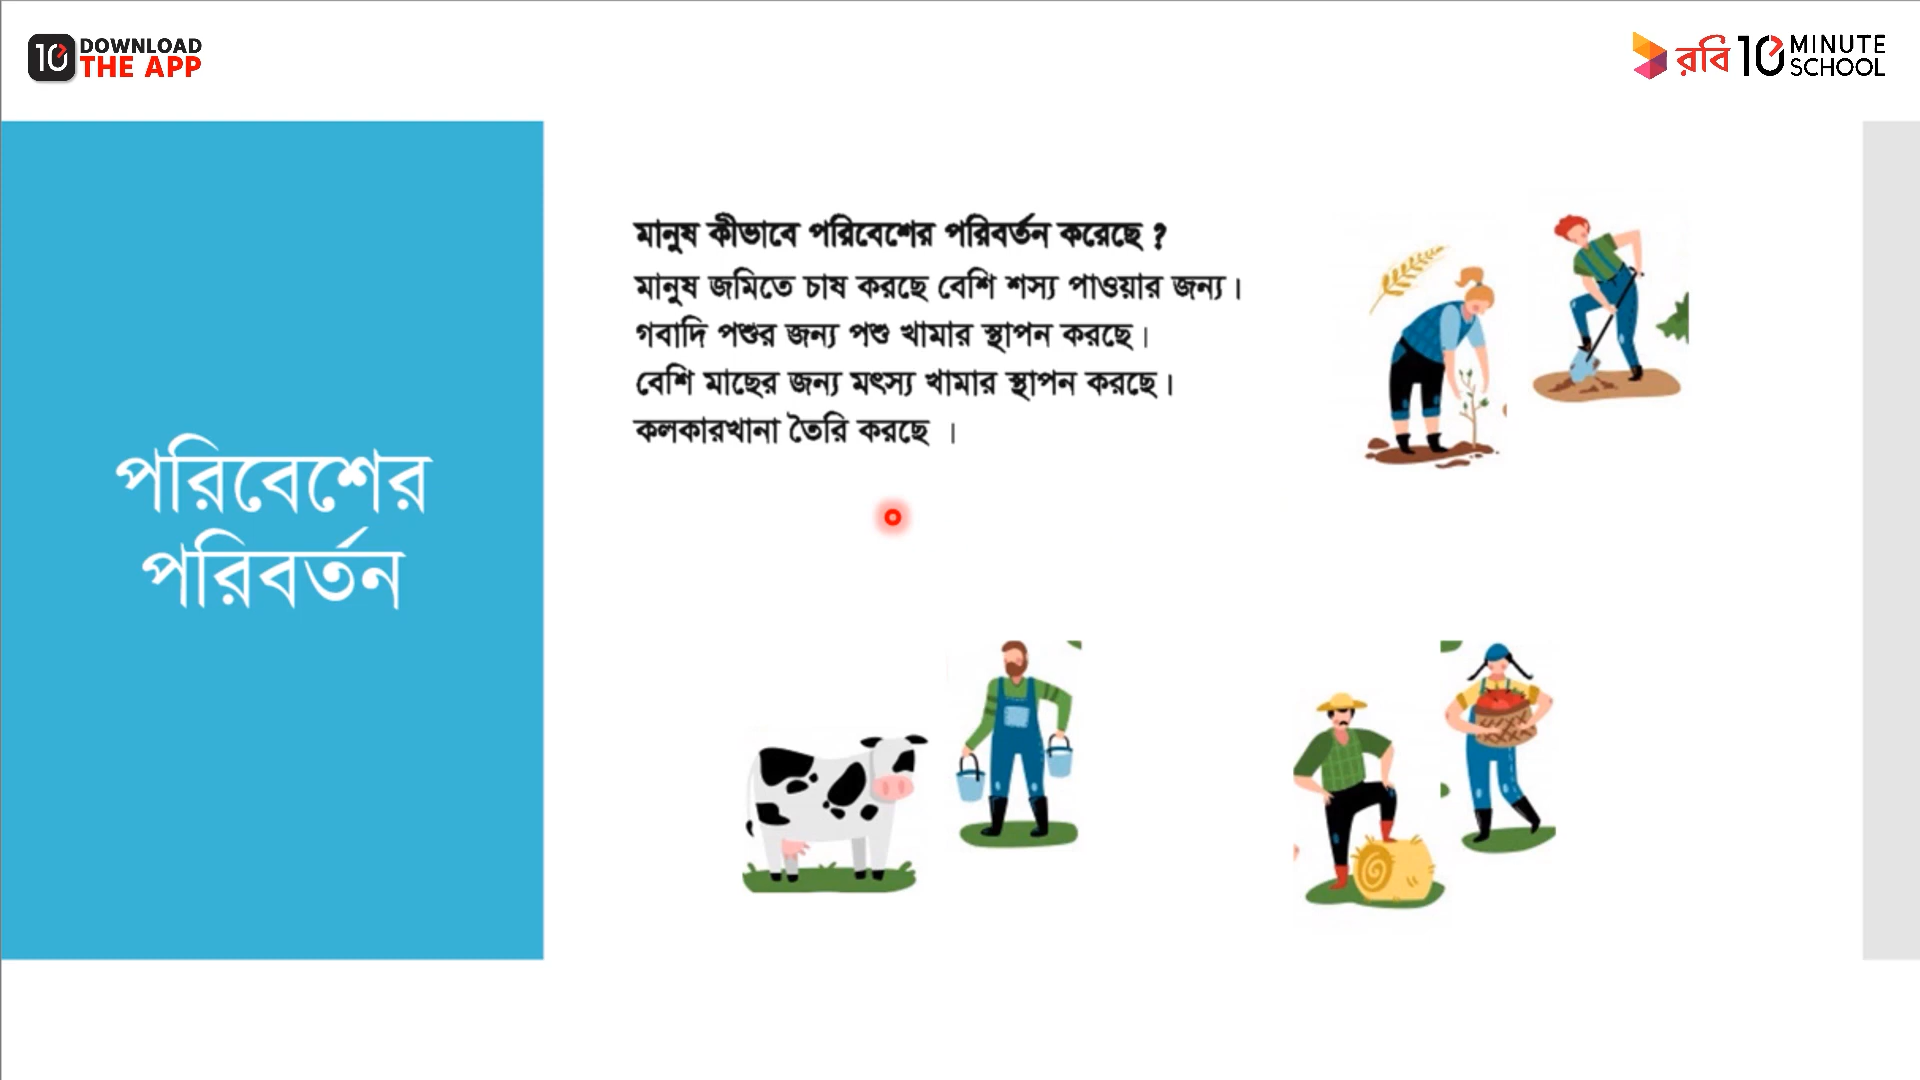 10 DOWNLOAD
THE APP
রবি 10 MINUTE
SCHOOL
মানুষ কীভাবে পরিবেশের পরিবর্তন করেছে ?
মানুষ জমিতে চাষ করছে বেশি শস্য পাওয়ার জন্য।
গবাদি পশুর জন্য পশু খামার স্থাপন করছে।
বেশি মাছের জন্য মৎস্য খামার স্থাপন করছে।
কলকারখানা তৈরি করছে ।
পরিবেশের
পরিবর্তন